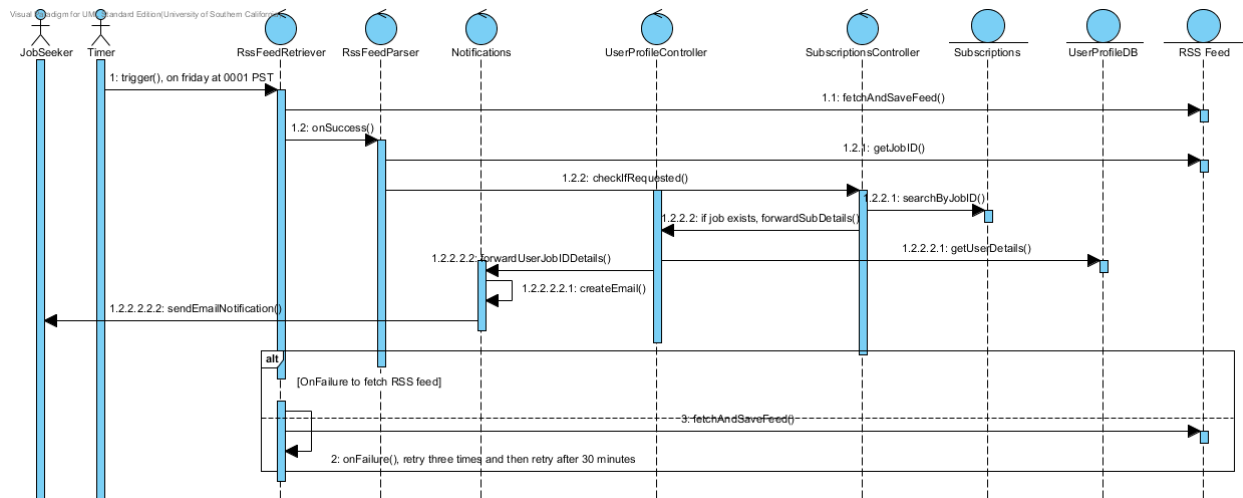 Visual Paradigm for UML Standard Edition(University of Southern California)
JobSeeker
Timer
RssFeedRetriever
RssFeedParser
Notifications
UserProfileController
SubscriptionsController
Subscriptions
UserProfileDB
RSS Feed
1: trigger(), on friday at 0001 PST
1.1: fetchAndSaveFeed()
1.2: onSuccess()
1.2.1: getJobID()
1.2.2: checkIfRequested()
1.2.2.1: searchByJobID()
1.2.2.2: if job exists, forwardSubDetails()
1.2.2.2.1: getUserDetails()
1.2.2.2.2: forwardUserJobIDDetails()
1.2.2.2.2.1: createEmail()
1.2.2.2.2.2: sendEmailNotification()
alt
[OnFailure to fetch RSS feed]
3: fetchAndSaveFeed()
2: onFailure(), retry three times and then retry after 30 minutes